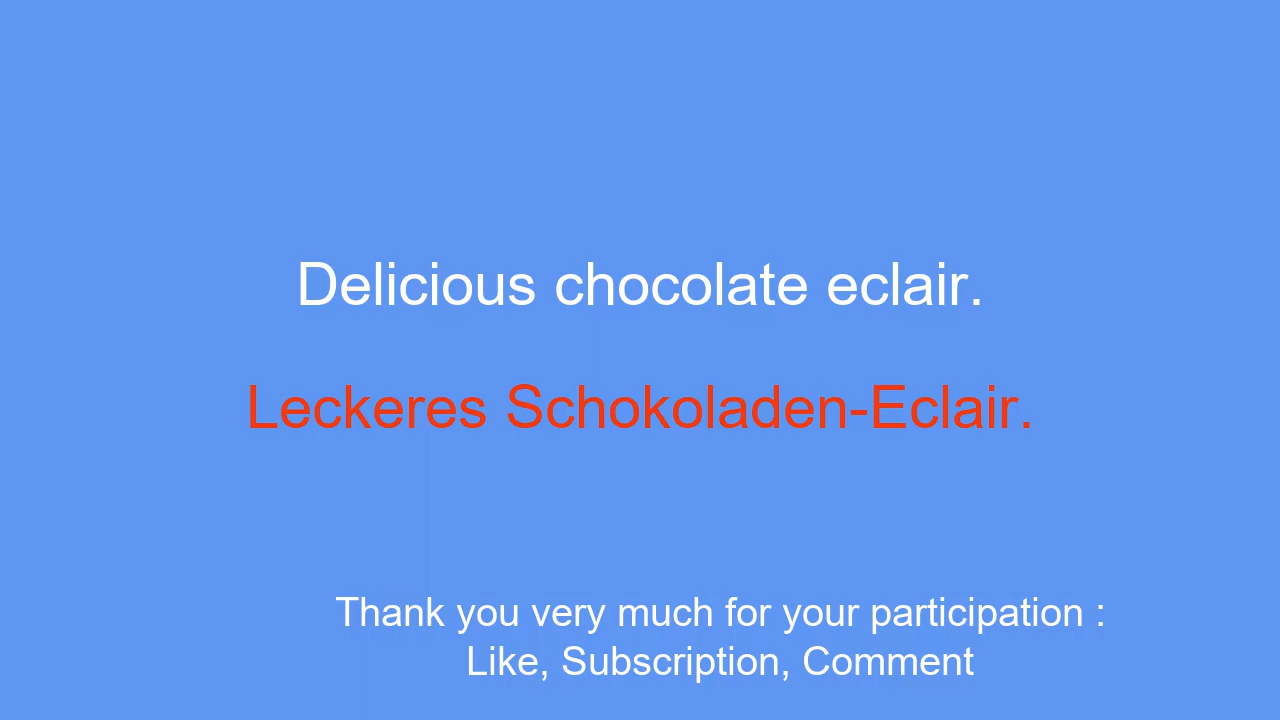 Delicious chocolate eclair.
Leckeres Schokoladen-Eclair.
Thank you very much for your participation :
Like, Subscription, Comment